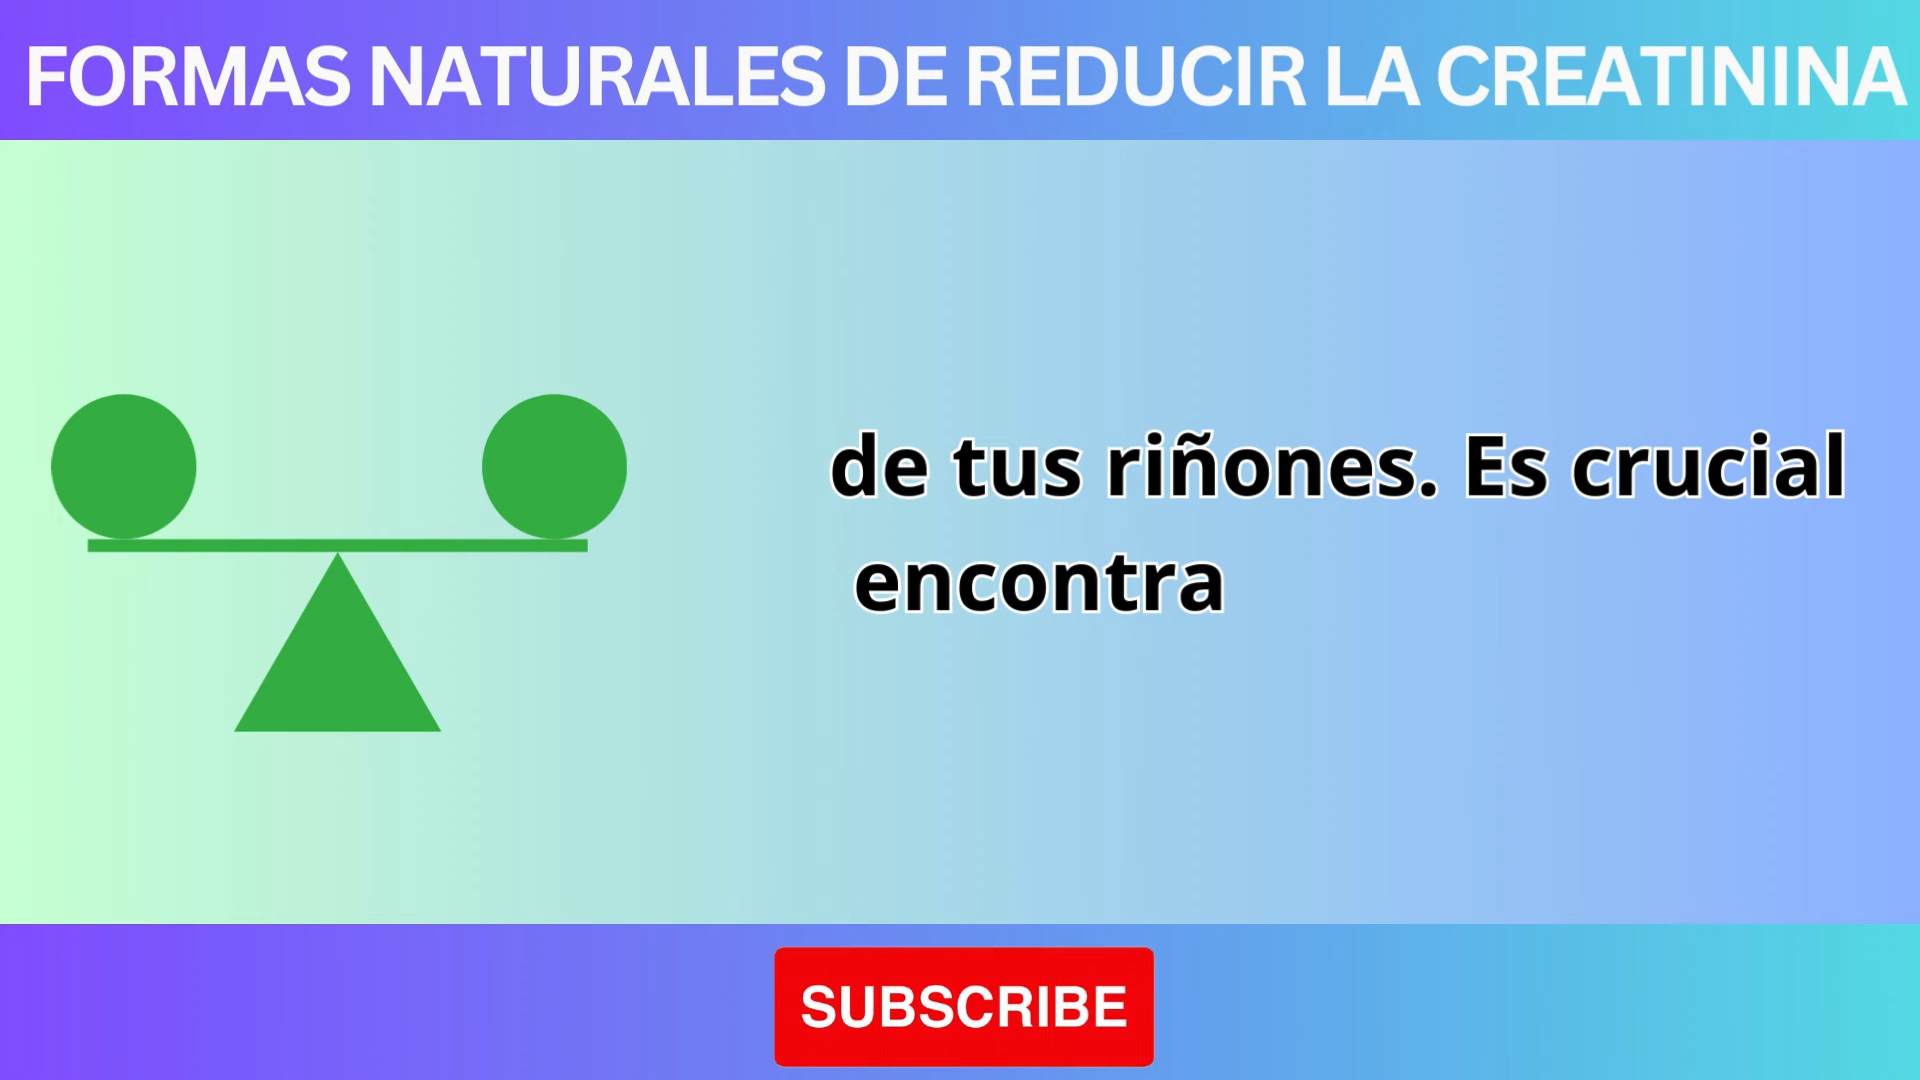 FORMAS NATURALES DE REDUCIR LA CREATININA
de tus riñones. Es crucial
encontra
SUBSCRIBE